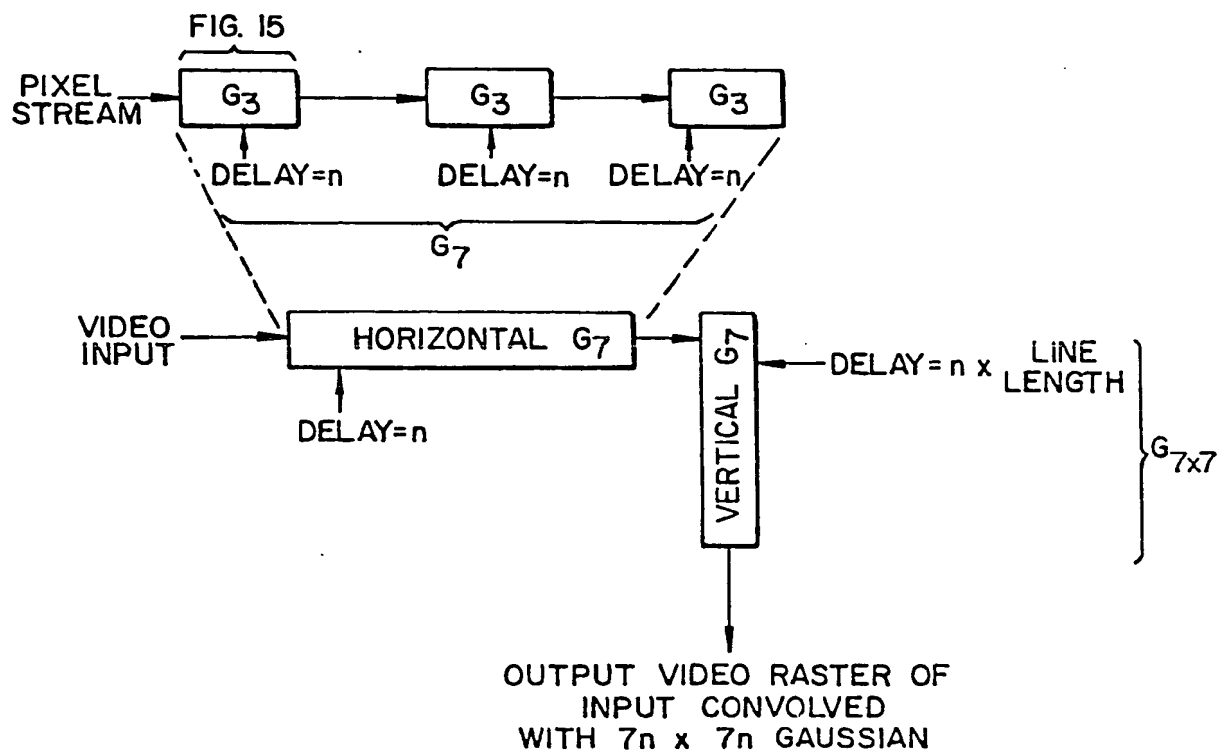 FIG. 15
PIXEL
STREAM
G3
G3
G3
DELAY=n
DELAY=n
DELAY=n
G7
VIDEO
INPUT
HORIZONTAL G7
VERTICAL G7
DELAY=n x LINE
LENGTH
DELAY=n
G7x7
OUTPUT VIDEO RASTER OF
INPUT CONVOLVED
WITH 7n x 7n GAUSSIAN